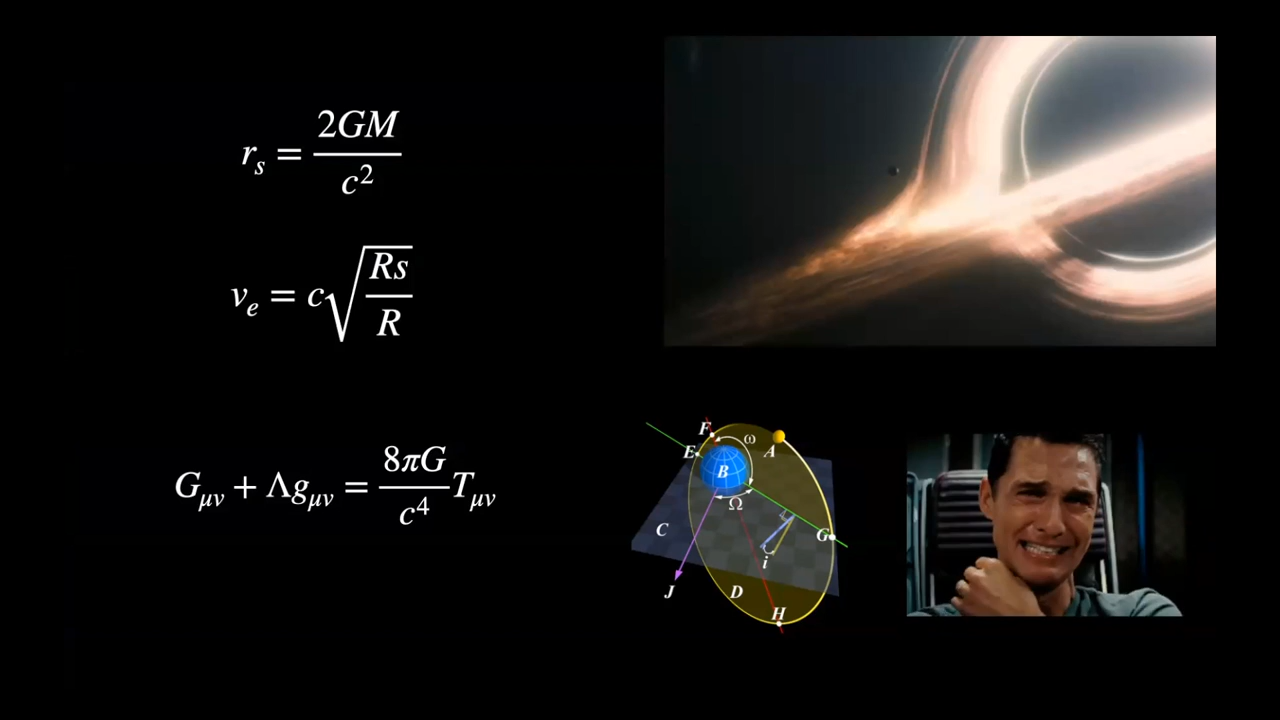 r_s = 2GM / c^2
v_e = c√(Rs / R)
G_μν + Λg_μν = 8πG / c^4 T_μν
F
ω
E
A
B
Ω
C
G
i
J
D
H